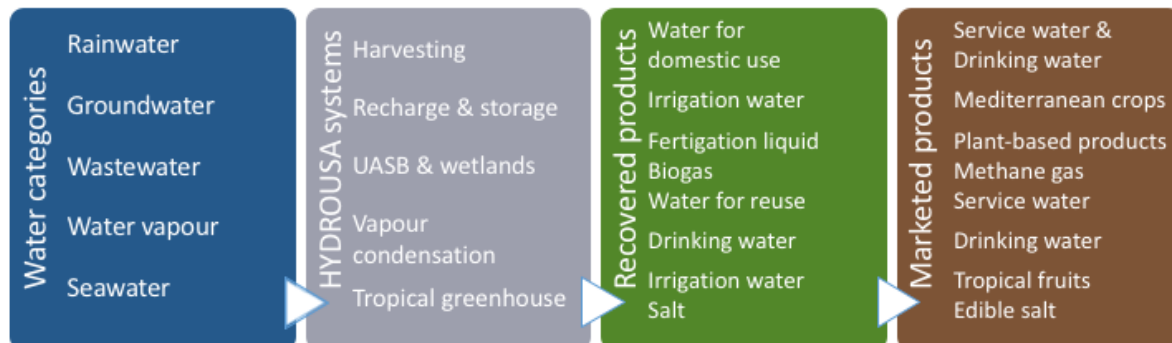 Water categories
Rainwater
Groundwater
Wastewater
Water vapour
Seawater
HYDROUSA systems
Harvesting
Recharge & storage
UASB & wetlands
Vapour
condensation
Tropical greenhouse
Recovered products
Water for
domestic use
Irrigation water
Fertigation liquid
Biogas
Water for reuse
Drinking water
Irrigation water
Salt
Marketed products
Service water &
Drinking water
Mediterranean crops
Plant-based products
Methane gas
Service water
Drinking water
Tropical fruits
Edible salt